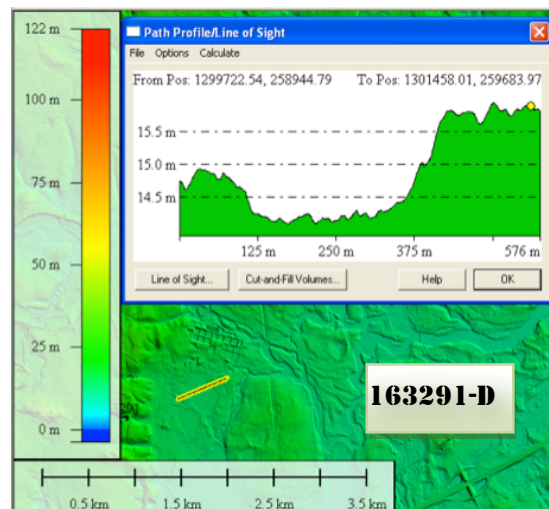 122 m
100 m
75 m
50 m
25 m
0 m
Path Profile/Line of Sight
File Options Calculate
From Pos: 1299722.54, 258944.79 To Pos: 1301458.01, 259683.97
15.5 m
15.0 m
14.5 m
125 m 250 m 375 m 576 m
Line of Sight... Cut-and-Fill Volumes... Help OK
163291-D
0.5 km 1.5 km 2.5 km 3.5 km